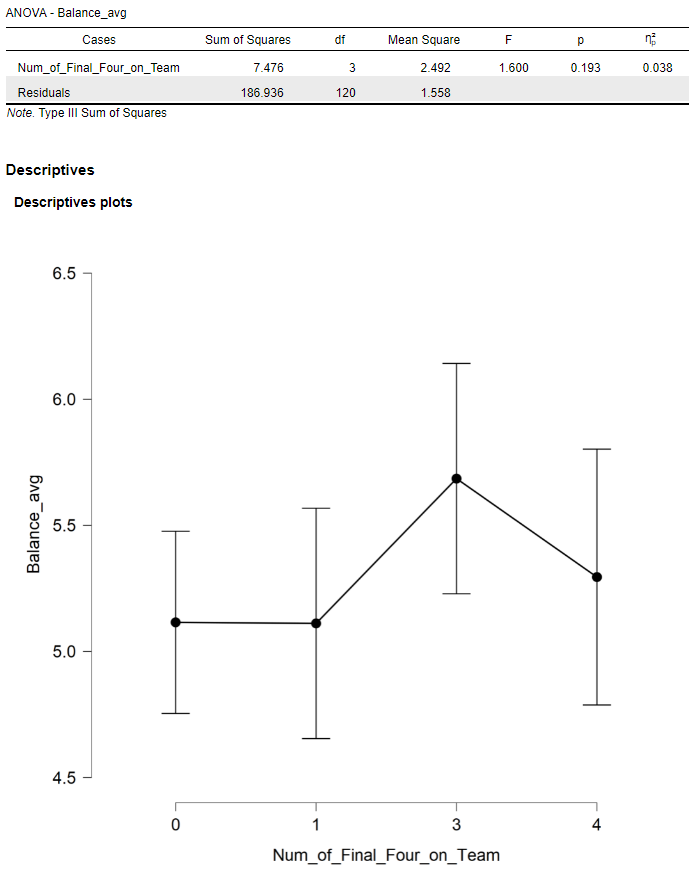 ANOVA - Balance_avg
Cases Sum of Squares df Mean Square F p η²p
Num_of_Final_Four_on_Team 7.476 3 2.492 1.600 0.193 0.038
Residuals 186.936 120 1.558
Note. Type III Sum of Squares
Descriptives
Descriptives plots
6.5
6.0
5.5
5.0
4.5
Balance_avg
0 1 3 4
Num_of_Final_Four_on_Team